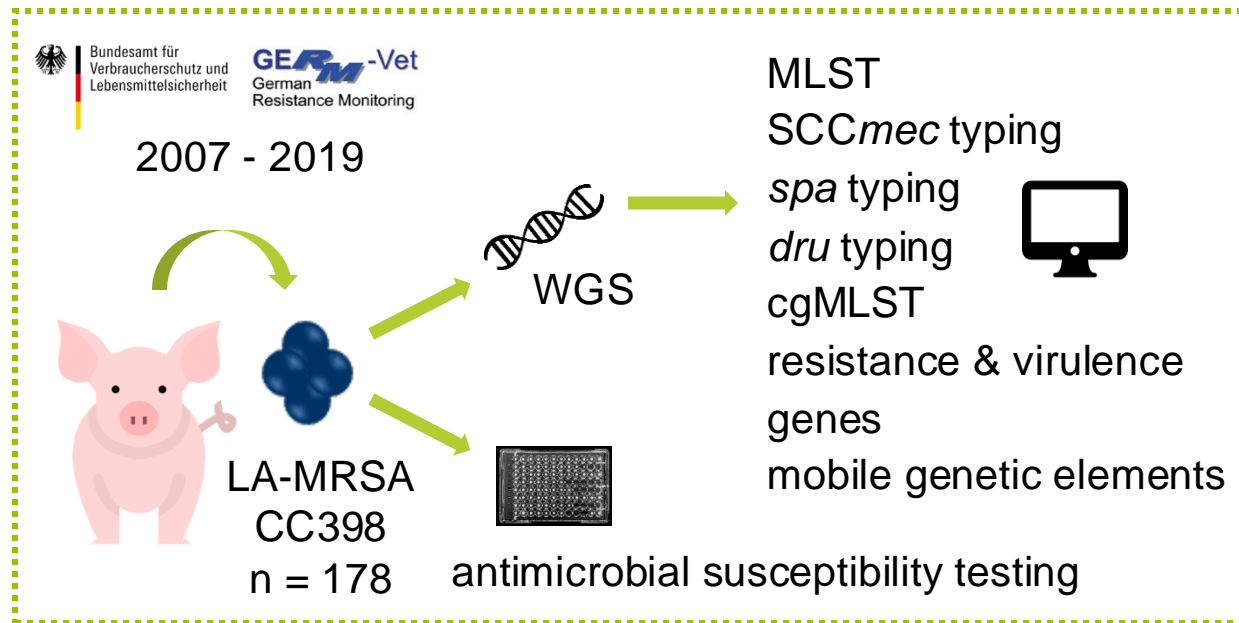 Bundesamt für
Verbraucherschutz und
Lebensmittelsicherheit
GERM-Vet
German
Resistance Monitoring
2007 - 2019
LA-MRSA
CC398
n = 178
WGS
antimicrobial susceptibility testing
MLST
SCCmec typing
spa typing
dru typing
cgMLST
resistance & virulence
genes
mobile genetic elements